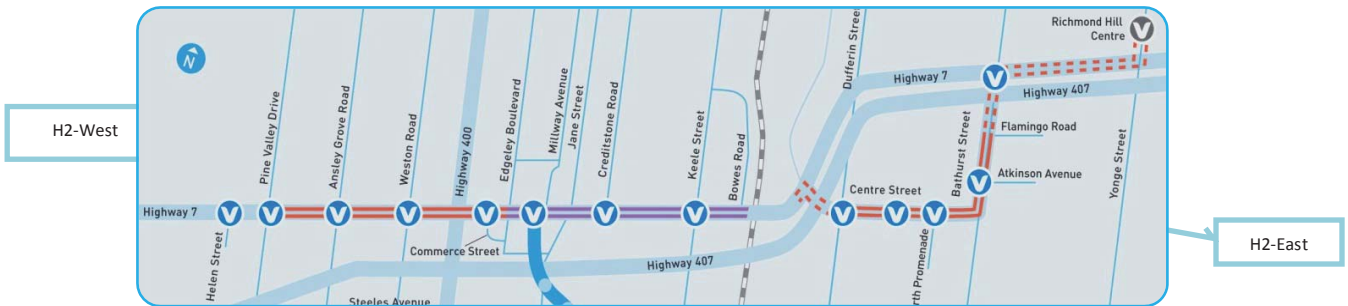 Richmond Hill
Centre
N
Highway 7
Highway 407
H2-West
Pine Valley Drive
Ansley Grove Road
Weston Road
Highway 400
Edgeley Boulevard
Millway Avenue
Jane Street
Creditstone Road
Keele Street
Bowes Road
Dufferin Street
Centre Street
Bathurst Street
Flamingo Road
Atkinson Avenue
Yonge Street
Highway 7
Helen Street
Commerce Street
Highway 407
Steeles Avenue
rth Promenade
H2-East